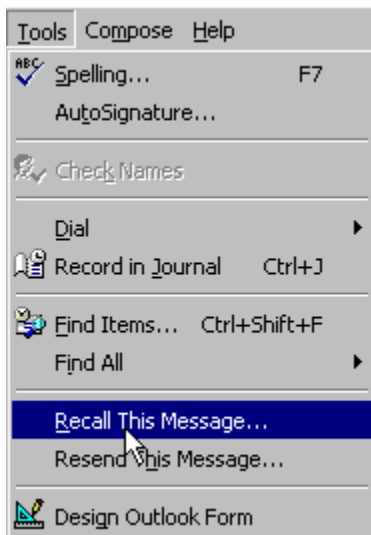 Tools Compose Help
ABC Spelling... F7
AutoSignature...
Check Names
Dial
Record in Journal Ctrl+J
Find Items... Ctrl+Shift+F
Find All
Recall This Message...
Resend This Message...
Design Outlook Form